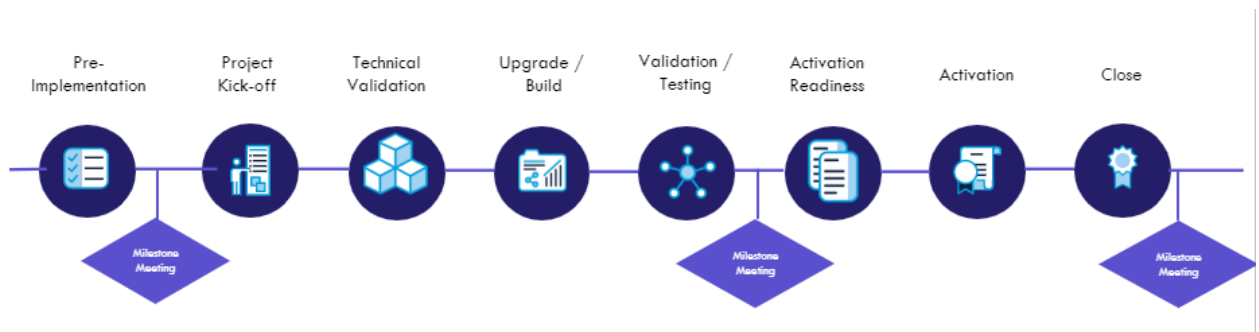 Pre-
Implementation
Project
Kick-off
Technical
Validation
Upgrade /
Build
Validation /
Testing
Activation
Readiness
Activation
Close
Milestone
Meeting
Milestone
Meeting
Milestone
Meeting